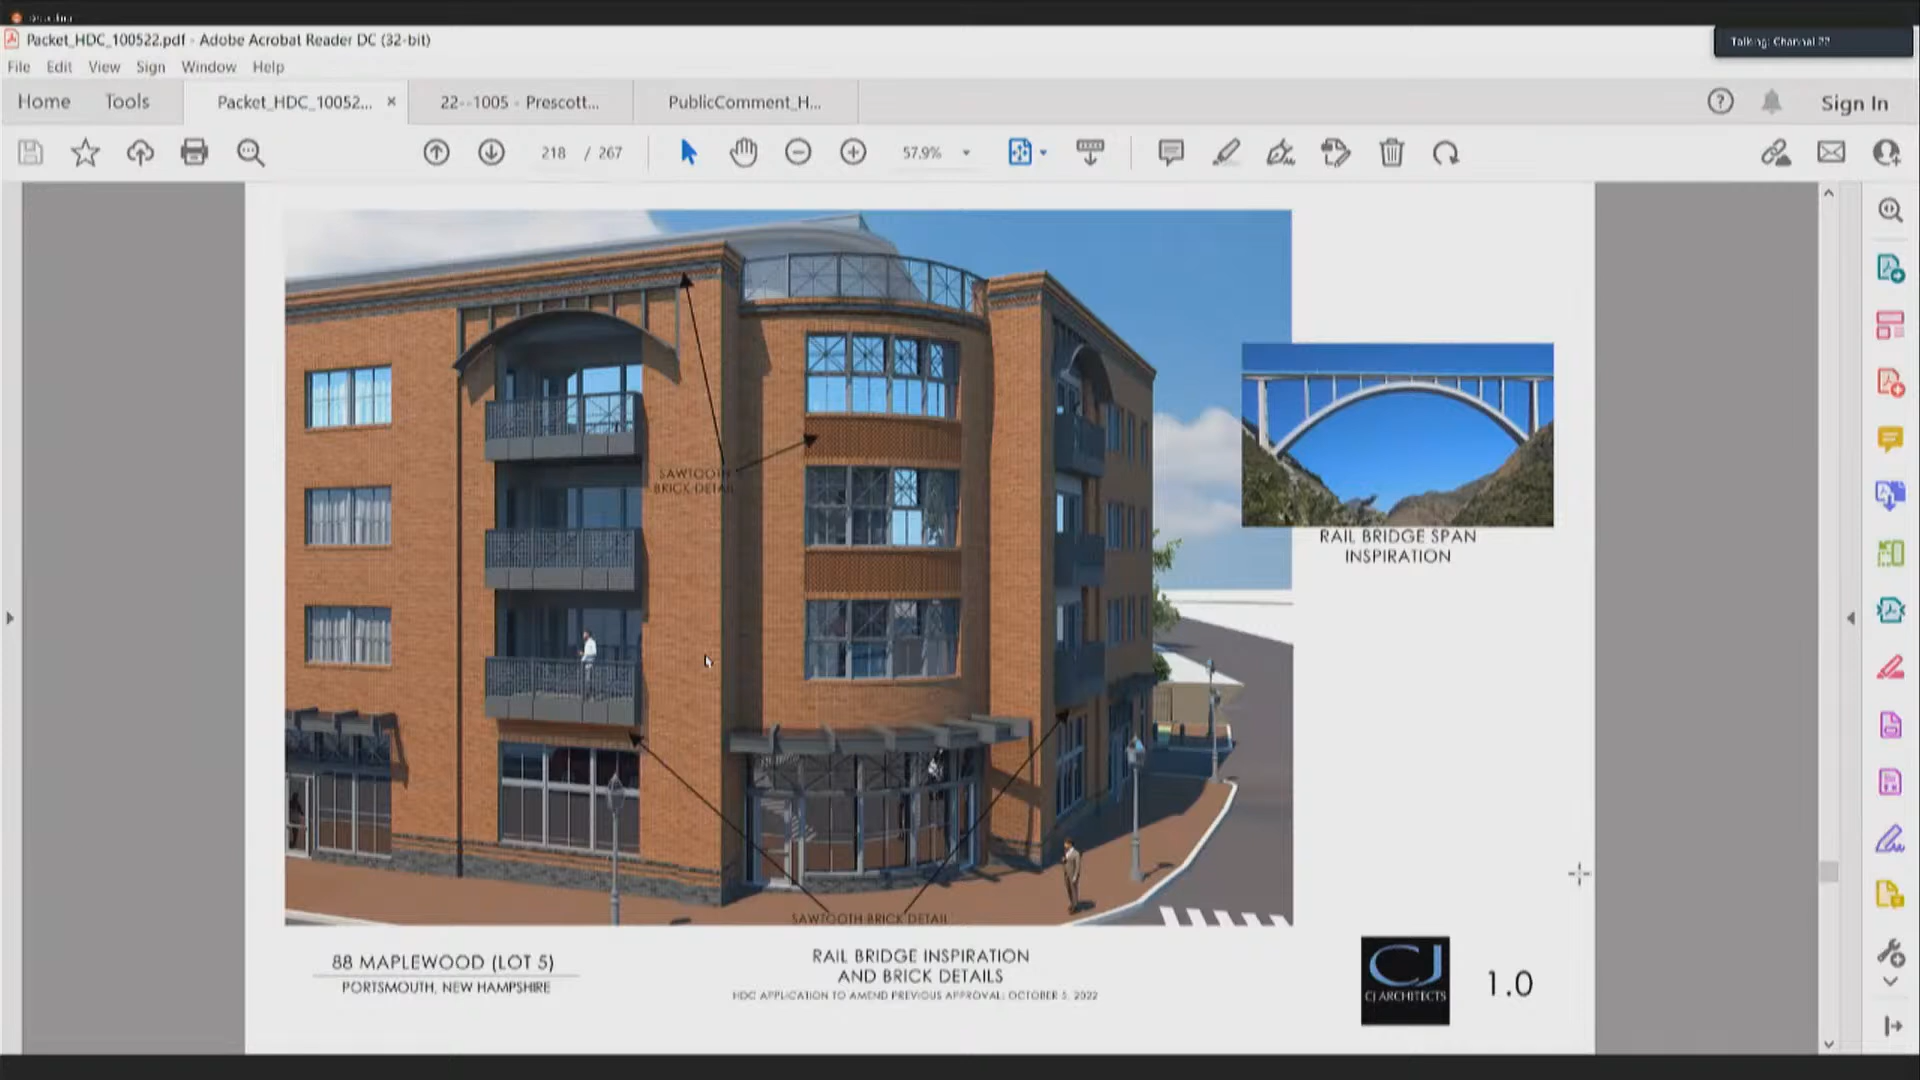 Packet_HDC_100522.pdf - Adobe Acrobat Reader DC (32-bit)
Talking: Channel 22
File Edit View Sign Window Help
Home Tools Packet_HDC_10052... × 22--1005 - Prescott... PublicComment_H... Sign In
218 / 267 57.9%
SAWTOOTH
BRICK DETAIL
RAIL BRIDGE SPAN
INSPIRATION
SAWTOOTH BRICK DETAIL
88 MAPLEWOOD (LOT 5)
PORTSMOUTH, NEW HAMPSHIRE
RAIL BRIDGE INSPIRATION
AND BRICK DETAILS
HDC APPLICATION TO AMEND PREVIOUS APPROVAL: OCTOBER 5, 2022
CJ
CJ ARCHITECTS
1.0